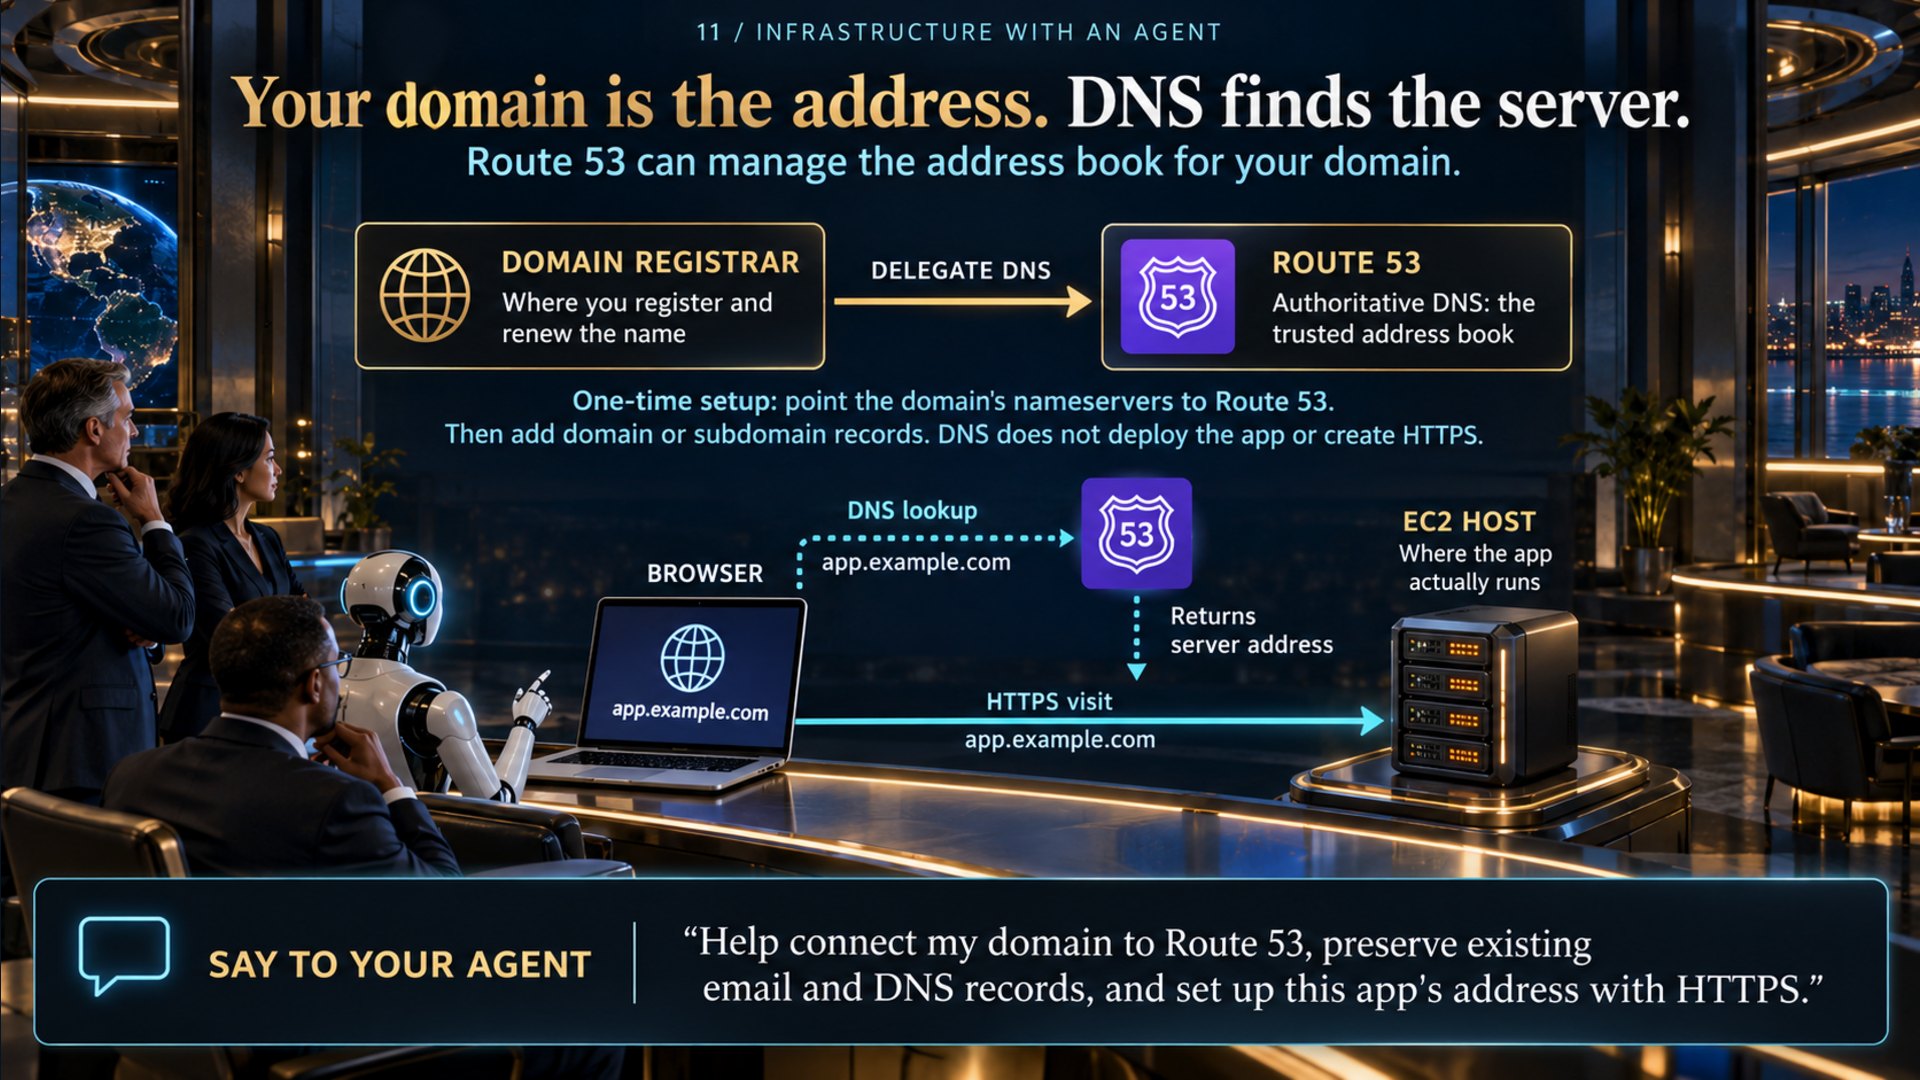 11 / INFRASTRUCTURE WITH AN AGENT
Your domain is the address. DNS finds the server.
Route 53 can manage the address book for your domain.
DOMAIN REGISTRAR
Where you register and
renew the name
DELEGATE DNS
53
ROUTE 53
Authoritative DNS: the
trusted address book
One-time setup: point the domain's nameservers to Route 53.
Then add domain or subdomain records. DNS does not deploy the app or create HTTPS.
DNS lookup
app.example.com
53
EC2 HOST
Where the app
actually runs
BROWSER
Returns
server address
app.example.com
HTTPS visit
app.example.com
SAY TO YOUR AGENT
“Help connect my domain to Route 53, preserve existing
email and DNS records, and set up this app’s address with HTTPS.”